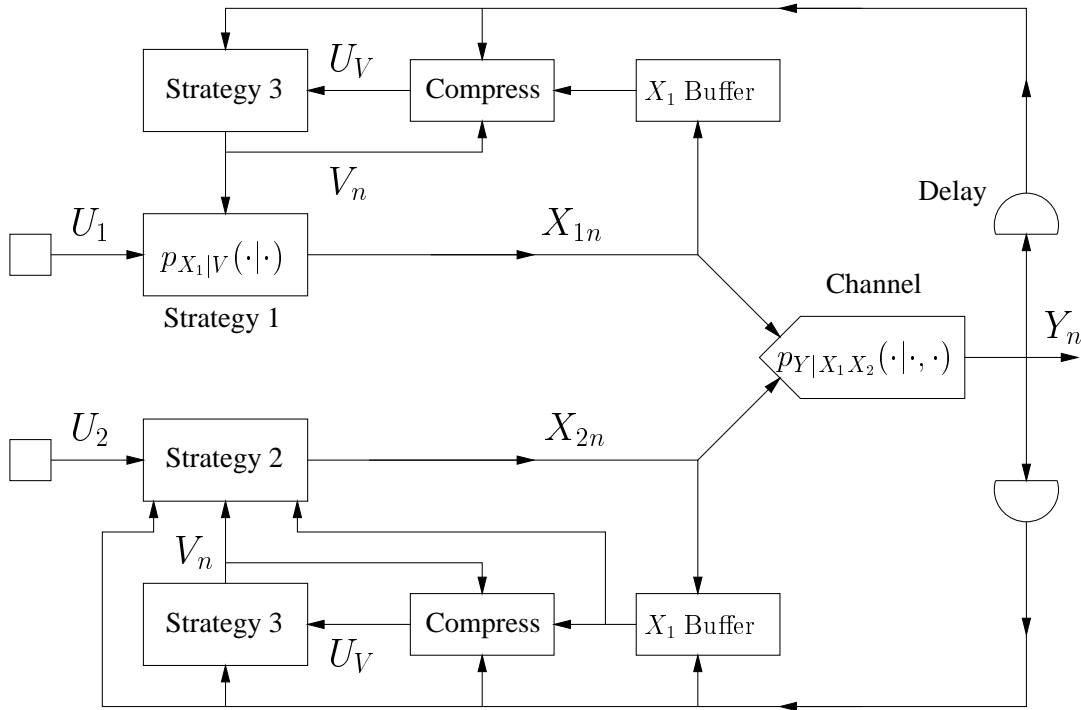 Strategy 3
U_V
Compress
X_1 Buffer
V_n
Delay
U_1
p_{X_1|V}(·|·)
X_{1n}
Strategy 1
Channel
Y_n
p_{Y|X_1X_2}(·|·,·)
U_2
Strategy 2
X_{2n}
V_n
Strategy 3
U_V
Compress
X_1 Buffer